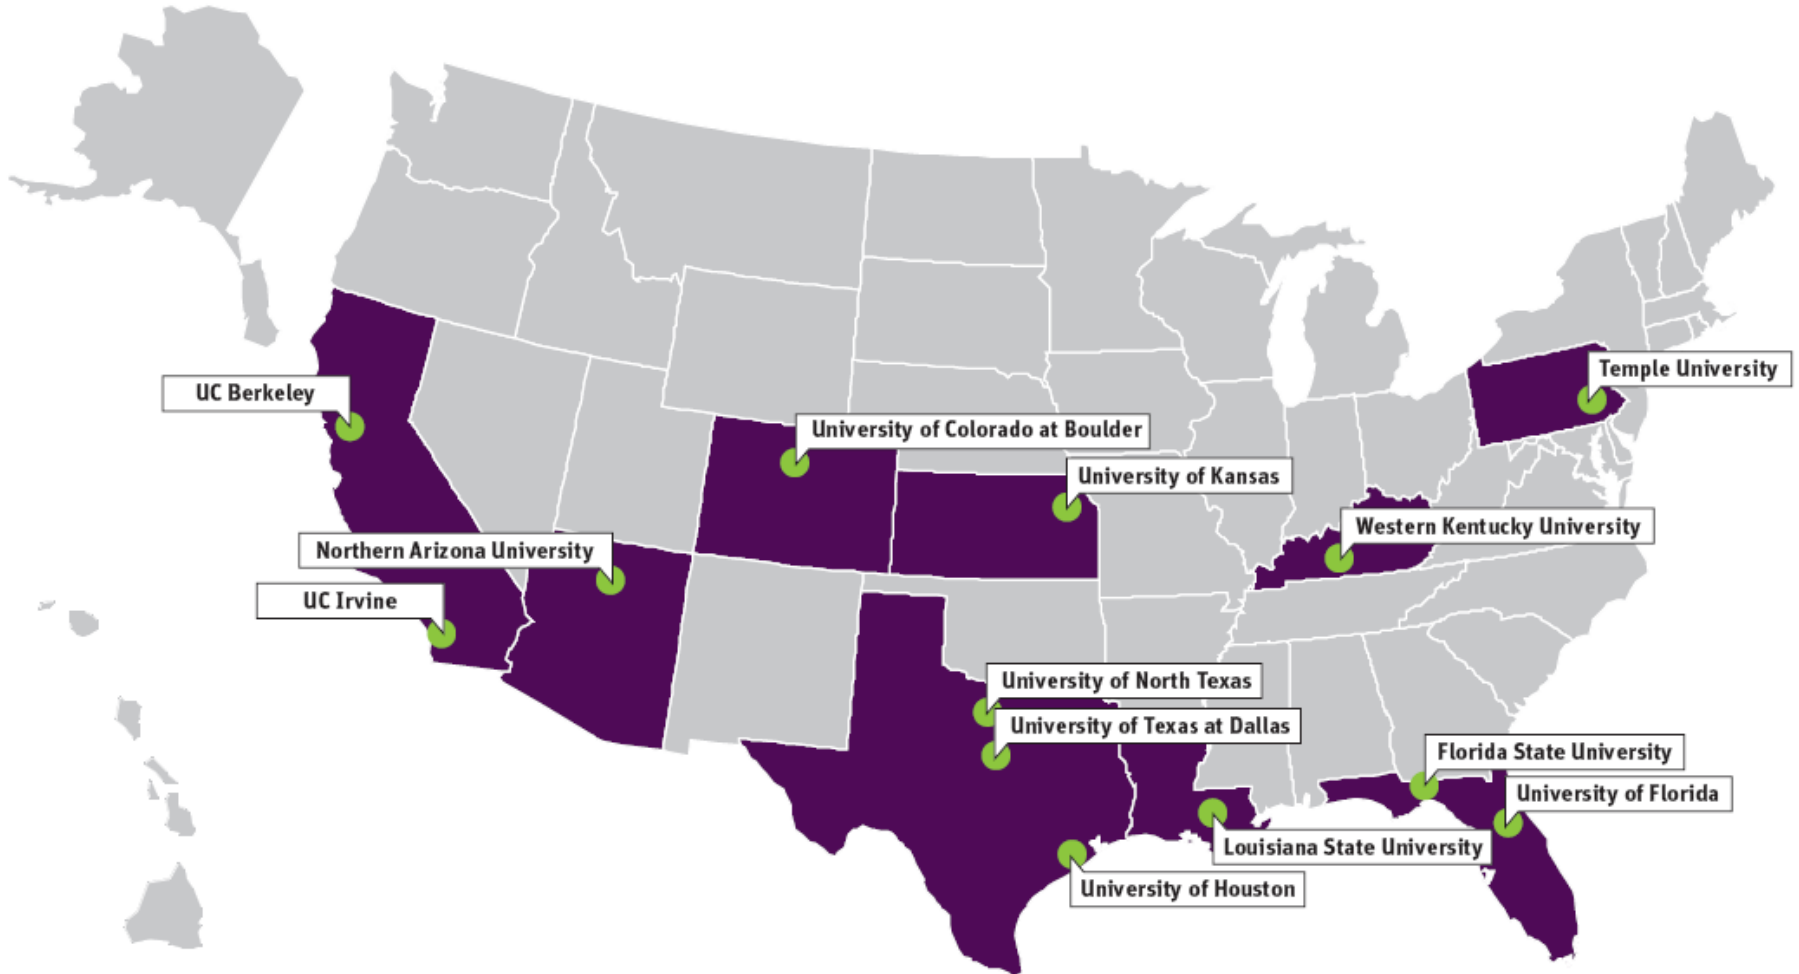 Temple University
UC Berkeley
University of Colorado at Boulder
University of Kansas
Western Kentucky University
Northern Arizona University
UC Irvine
University of North Texas
University of Texas at Dallas
Florida State University
University of Florida
Louisiana State University
University of Houston